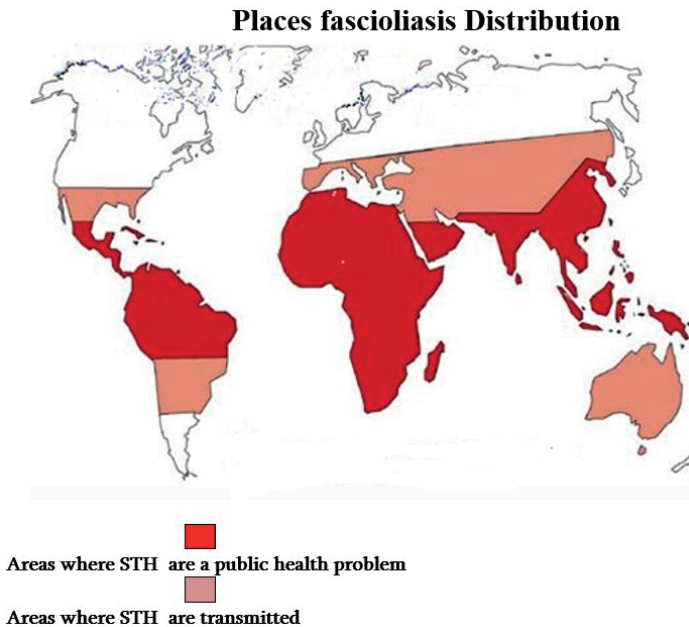 Places fascioliasis Distribution
Areas where STH are a public health problem
Areas where STH are transmitted